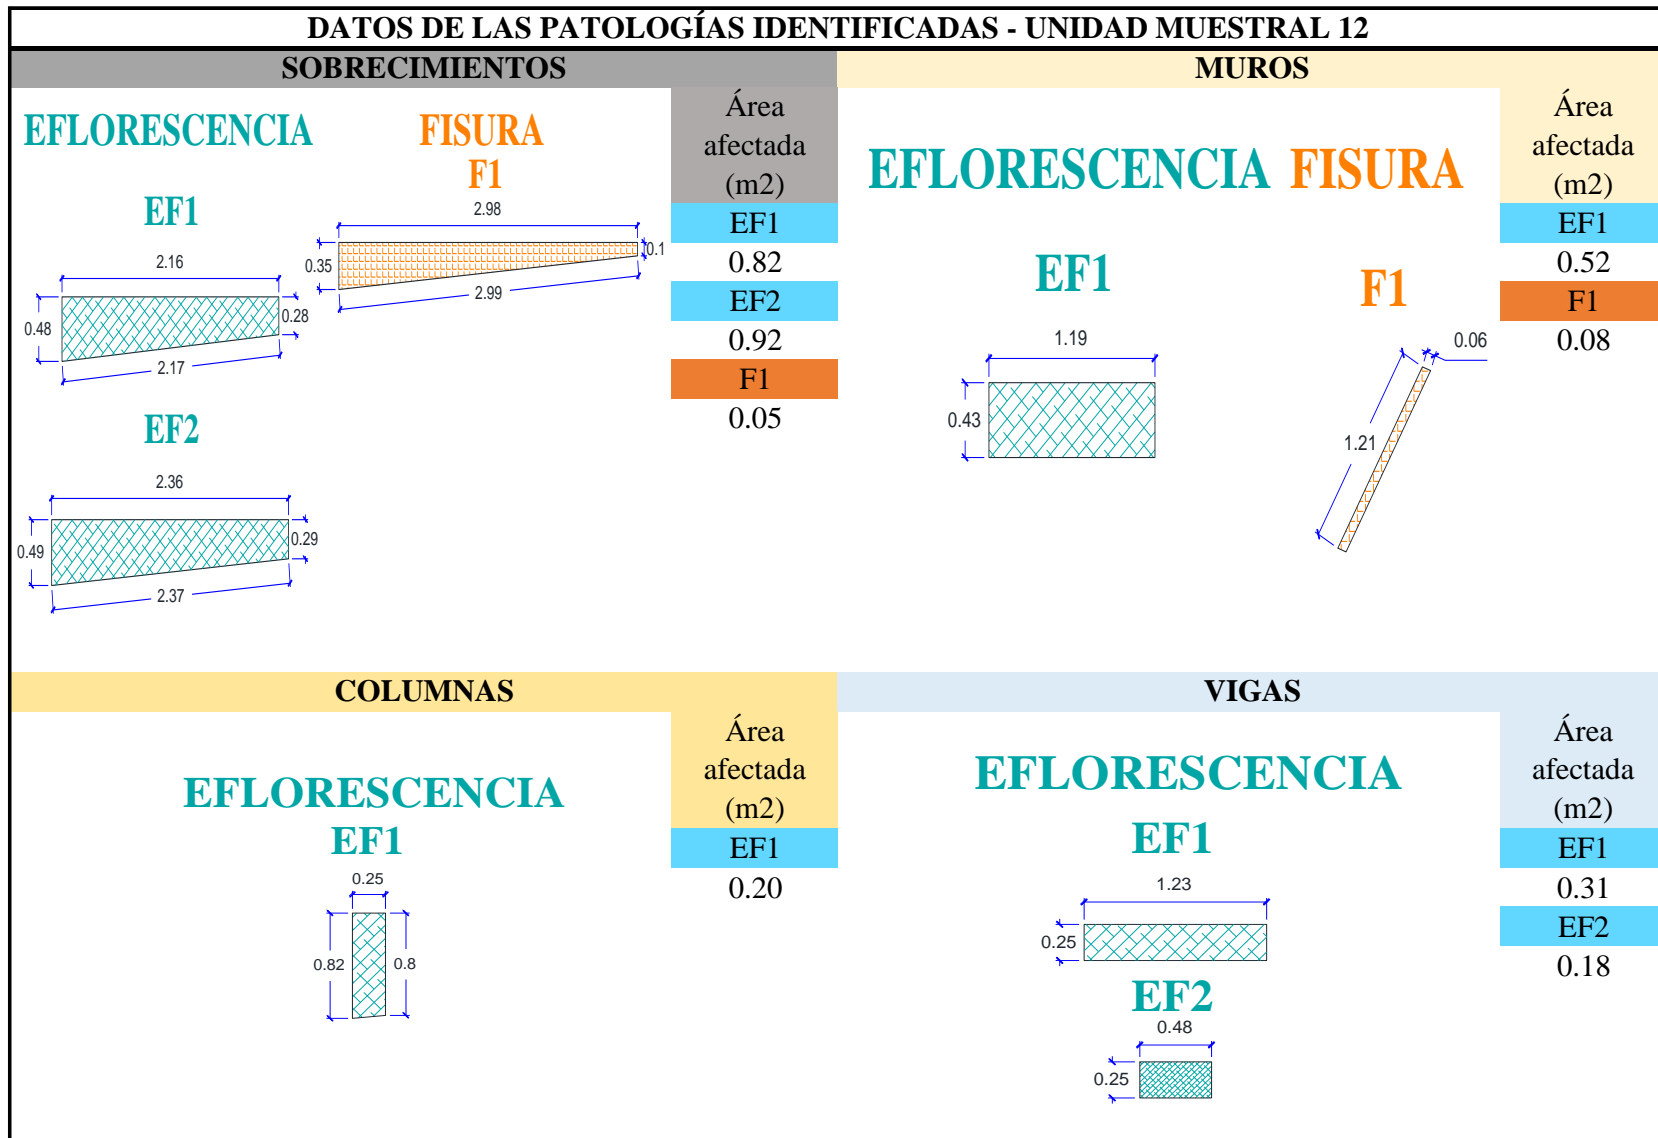 DATOS DE LAS PATOLOGÍAS IDENTIFICADAS - UNIDAD MUESTRAL 12
SOBRECIMIENTOS
EFLORESCENCIA
EF1
2.16
0.48
0.28
2.17
EF2
2.36
0.49
0.29
2.37
FISURA
F1
2.98
0.35
0.1
2.99
Área
afectada
(m2)
EF1
0.82
EF2
0.92
F1
0.05
MUROS
EFLORESCENCIA
EF1
1.19
0.43
FISURA
F1
0.06
1.21
Área
afectada
(m2)
EF1
0.52
F1
0.08
COLUMNAS
EFLORESCENCIA
EF1
0.25
0.82
0.8
Área
afectada
(m2)
EF1
0.20
VIGAS
EFLORESCENCIA
EF1
1.23
0.25
EF2
0.48
0.25
Área
afectada
(m2)
EF1
0.31
EF2
0.18